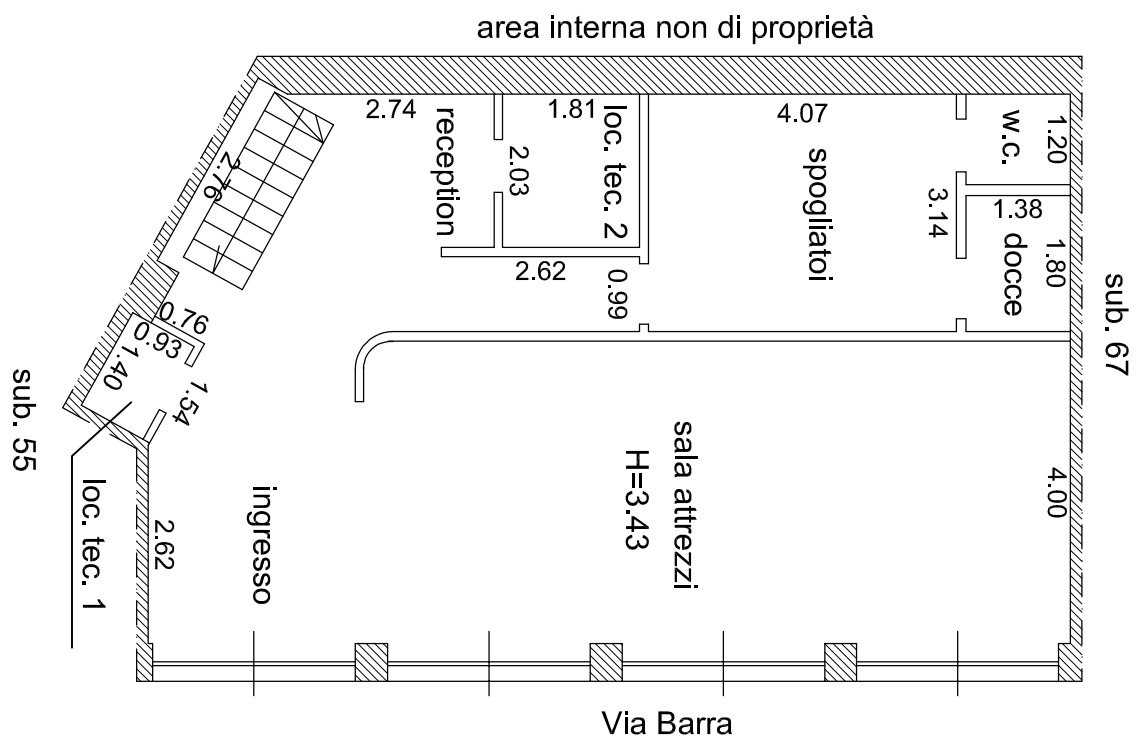 area interna non di proprietà
2.74
1.81
4.07
1.20
w.c.
reception
loc. tec. 2
2.03
spogliatoi
2.76
3.14
1.38
1.80
docce
2.62
0.99
sub. 67
0.76
0.93
1.40
1.54
sub. 55
sala attrezzi
H=3.43
4.00
ingresso
2.62
loc. tec. 1
Via Barra